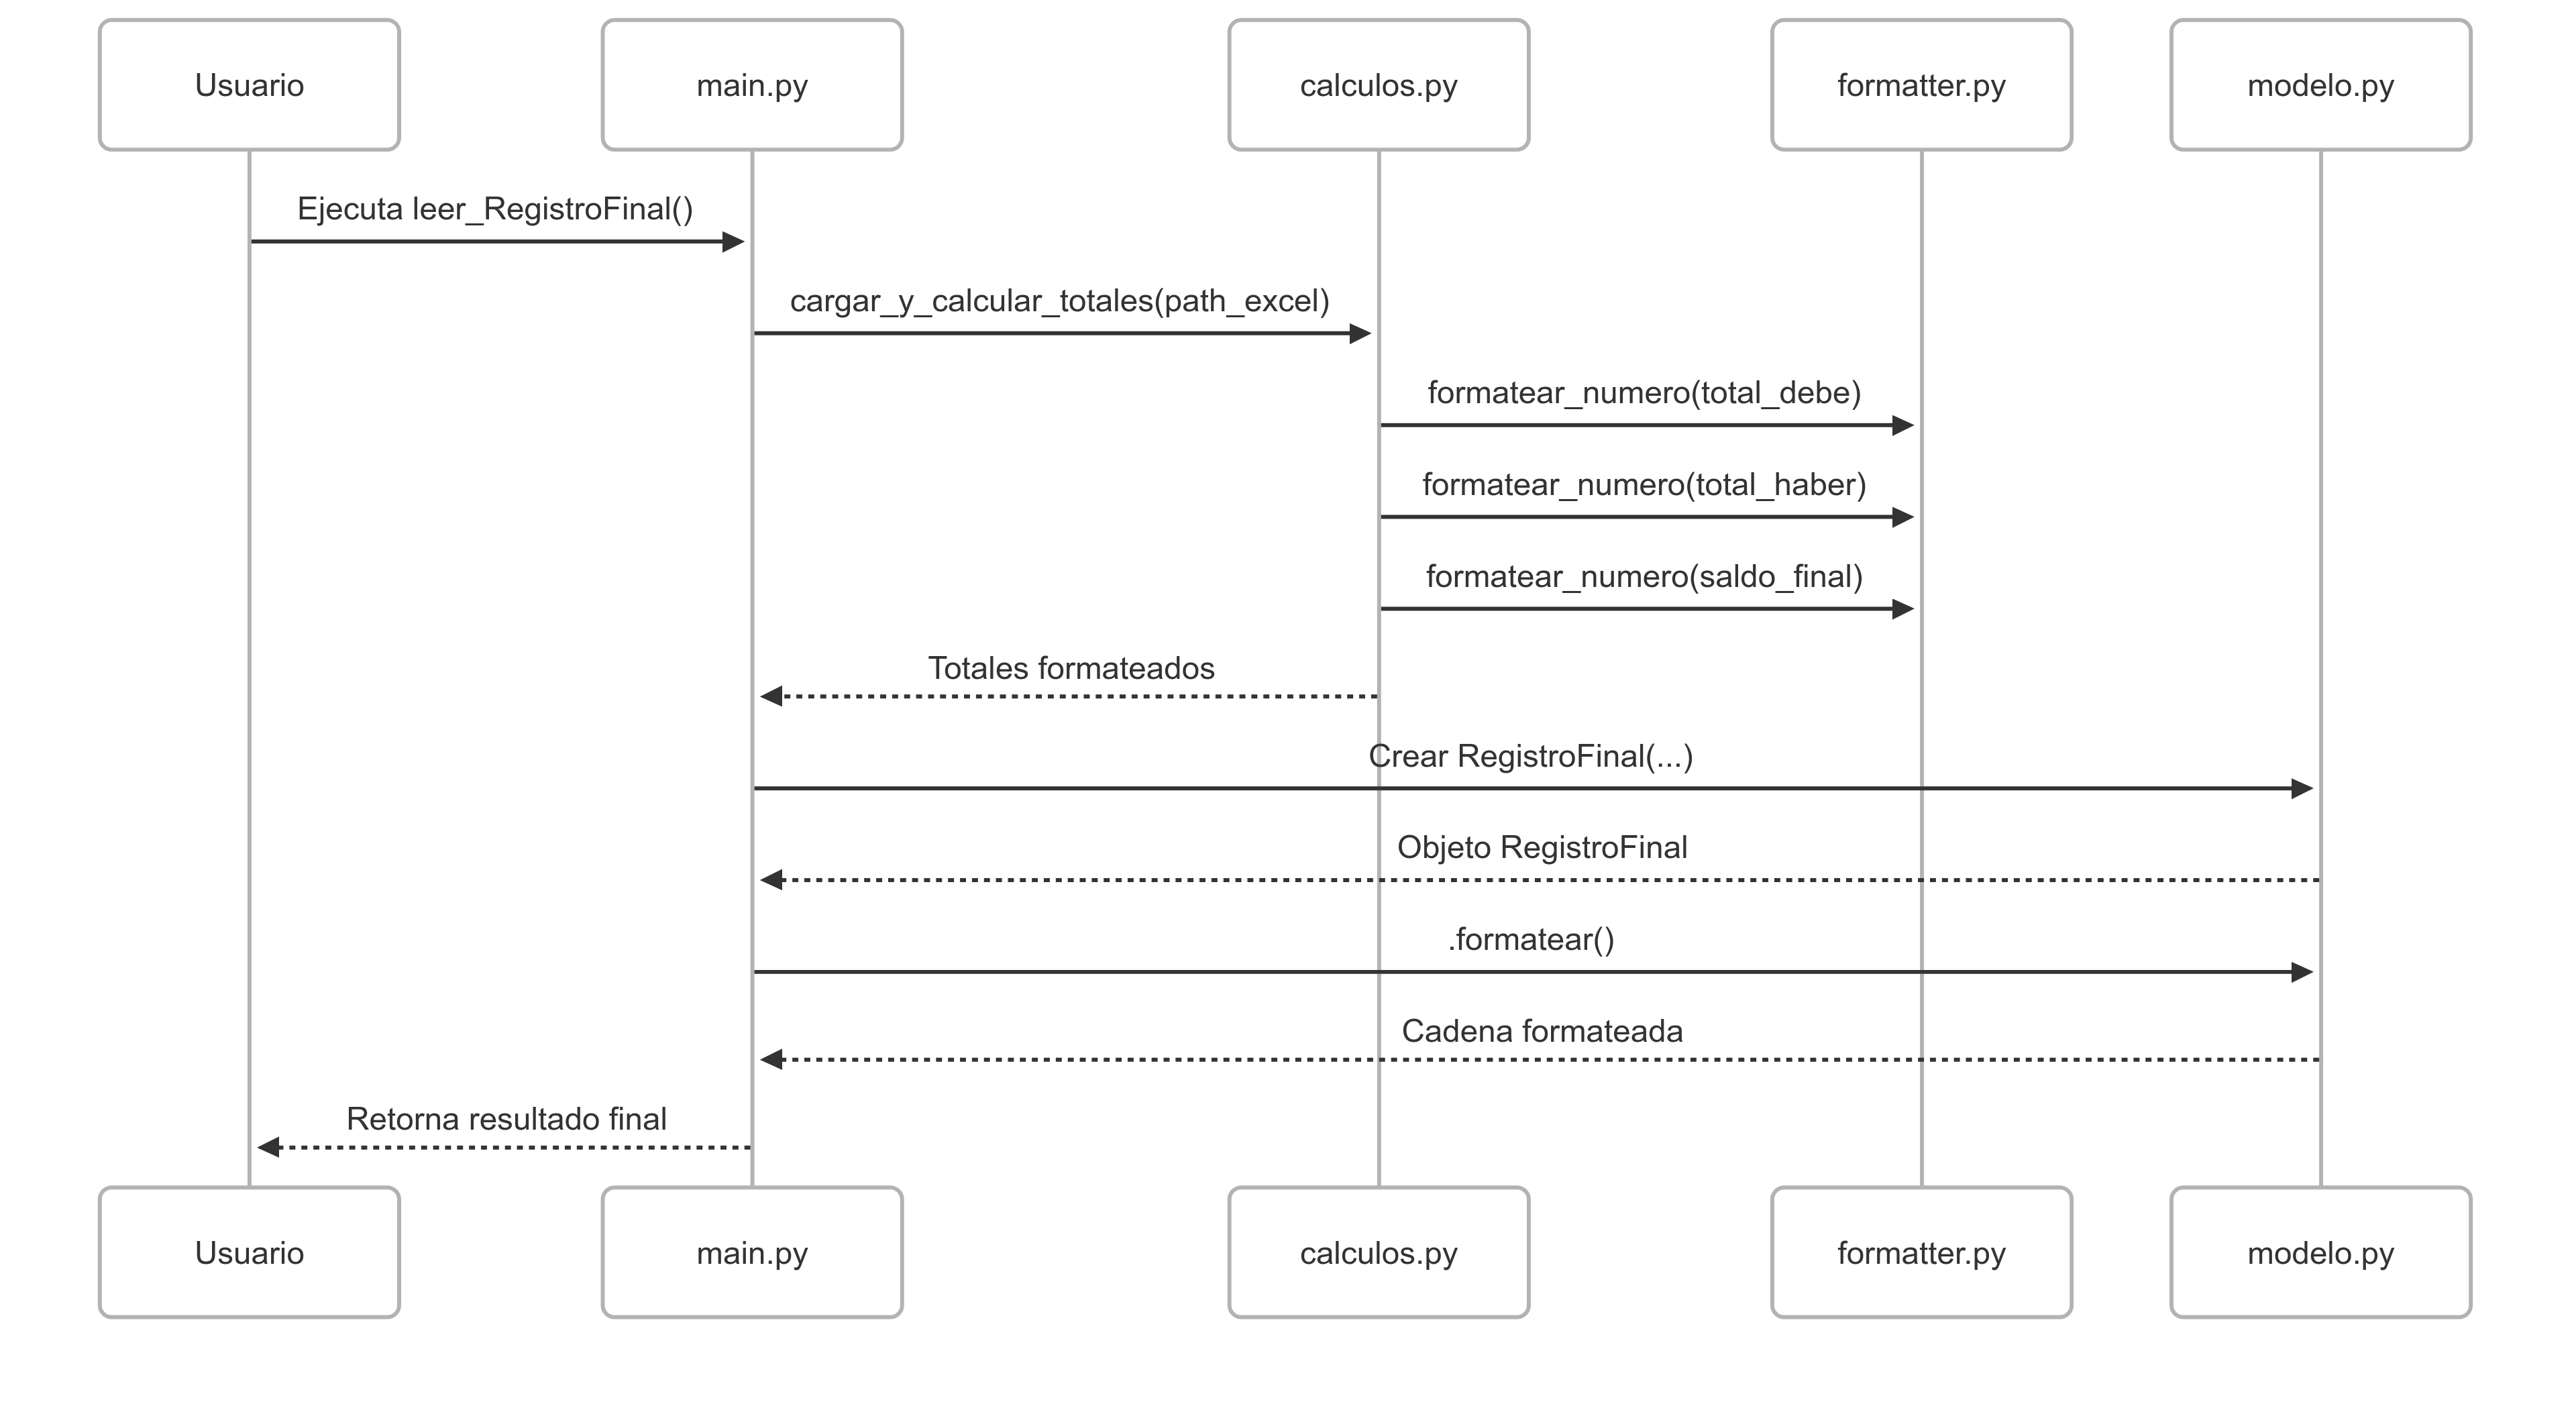 Usuario
main.py
calculos.py
formatter.py
modelo.py
Ejecuta leer_RegistroFinal()
cargar_y_calcular_totales(path_excel)
formatear_numero(total_debe)
formatear_numero(total_haber)
formatear_numero(saldo_final)
Totales formateados
Crear RegistroFinal(...)
Objeto RegistroFinal
.formatear()
Cadena formateada
Retorna resultado final
Usuario
main.py
calculos.py
formatter.py
modelo.py